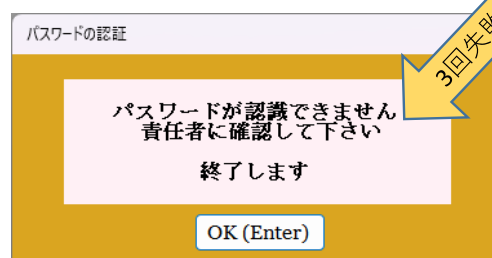 パスワードの認証
3回失敗
パスワードが認識できません
責任者に確認して下さい
終了します
OK (Enter)